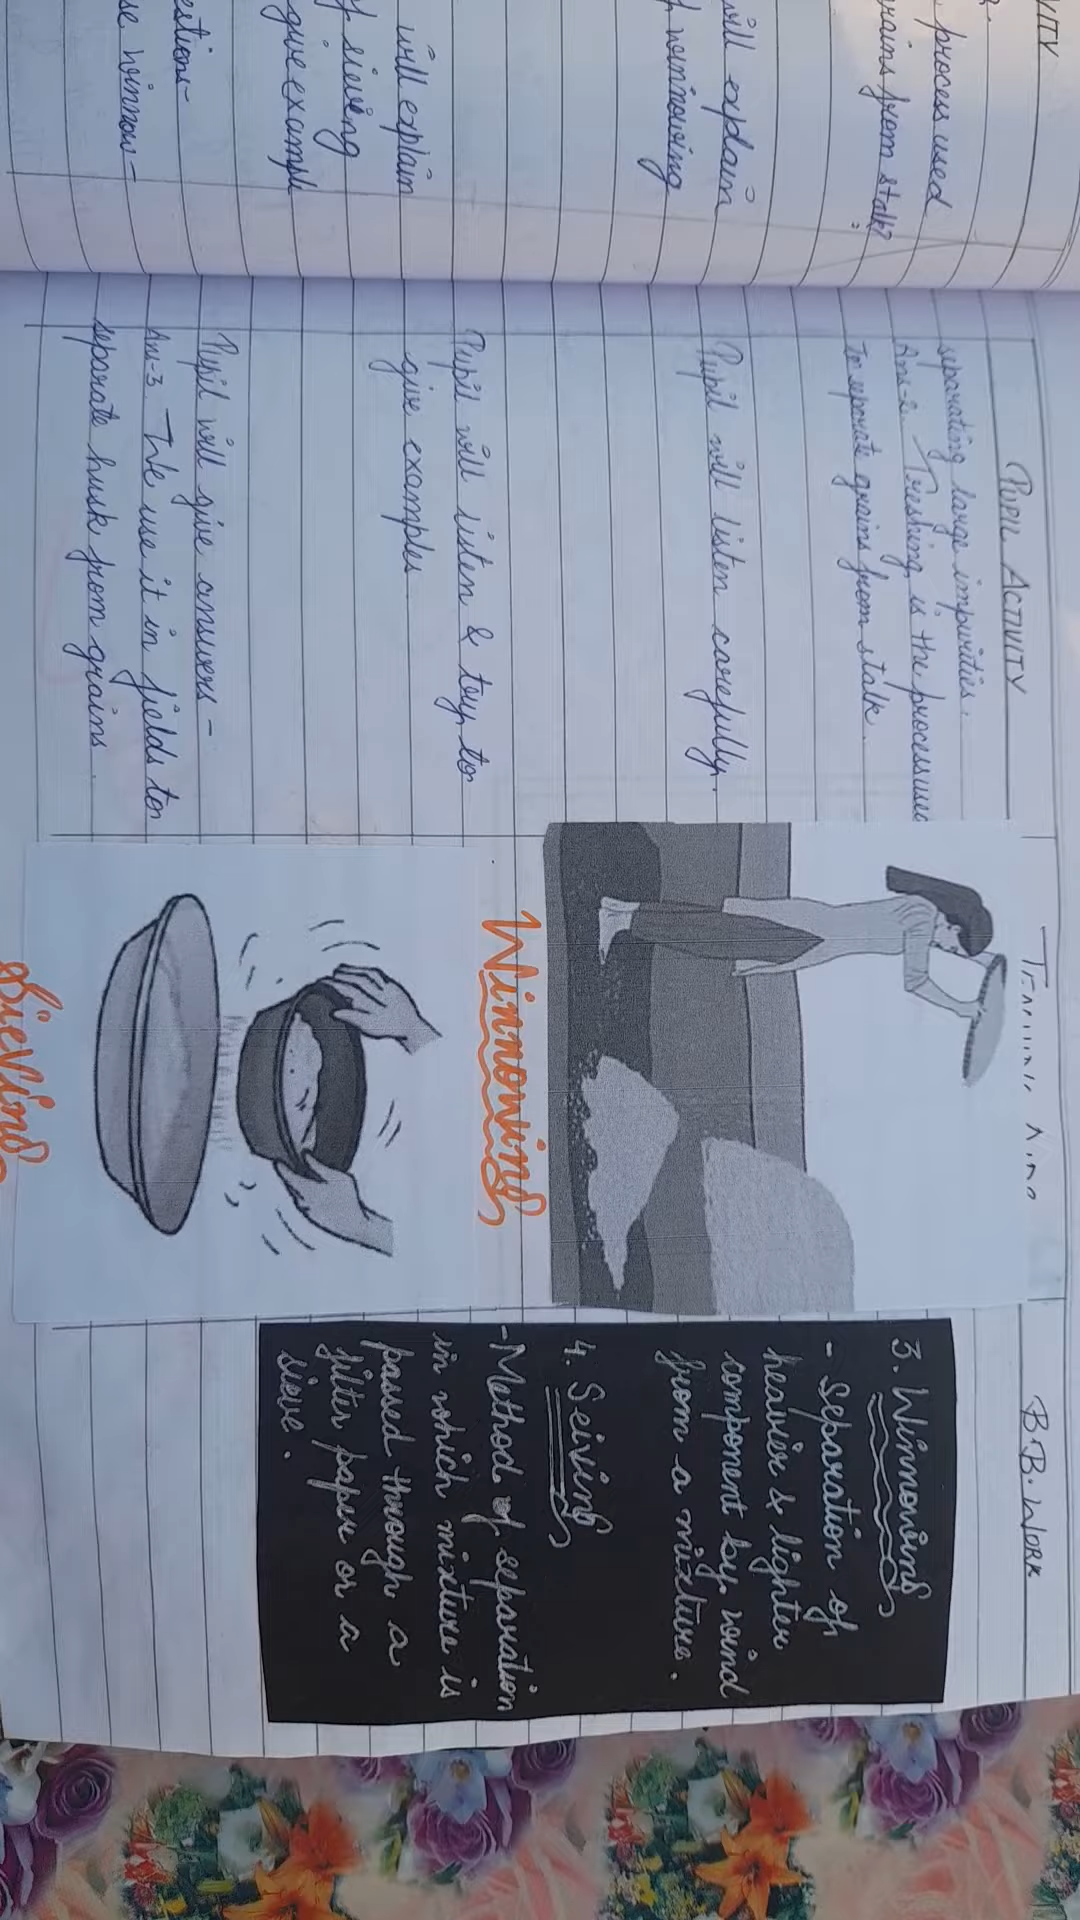 VITY
process used
rains from stalk?
will explain
winnowing
will explain
f sieving
give example
estions-
se winnow-
PUPIL ACTIVITY
separating large impurities.
Ans-2. Treshing is the process used
to separate grains from stalk.
Pupil will listen carefully.
Pupil will listen & try to
give examples
Pupil will give answers-
Ans-3. We use it in fields to
separate husk from grains.
Winnowing
Sieving
B.B. WORK
3. Winnowing
- Separation of
heavier & lighter
component by wind
from a mixture.
4. Seiving
- Method of separation
in which mixture is
passed through a
filter paper or a
sieve.